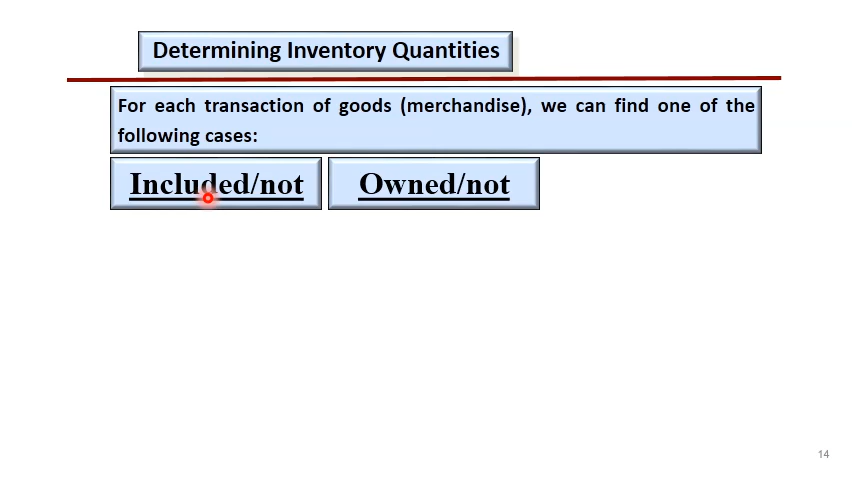 Determining Inventory Quantities
For each transaction of goods (merchandise), we can find one of the
following cases:
Included/not Owned/not
14